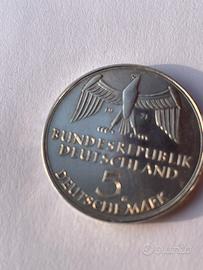 BUNDESREPUBLIK
DEUTSCHLAND
5
DEUTSCHE MARK